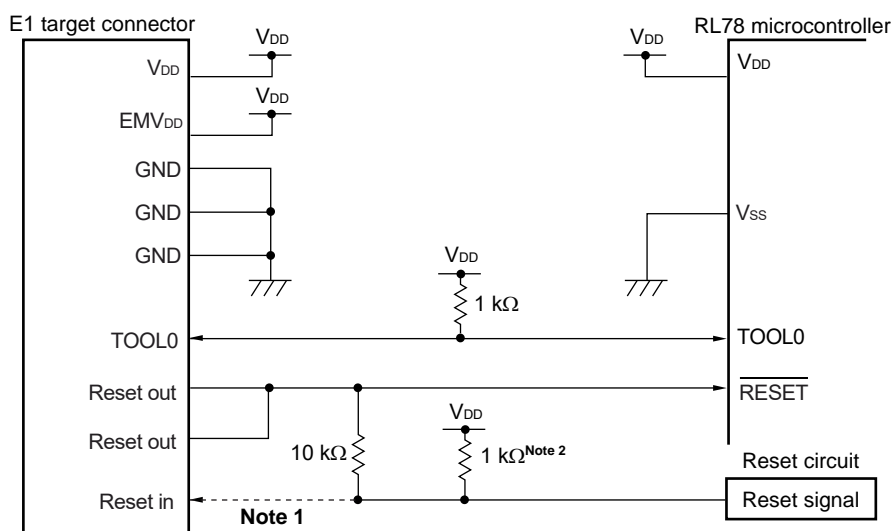 E1 target connector
RL78 microcontroller
VDD
VDD
VDD
VDD
VDD
EMVDD
GND
GND
GND
VSS
VDD
1 kΩ
TOOL0
TOOL0
Reset out
RESET
Reset out
VDD
10 kΩ
1 kΩNote 2
Reset circuit
Reset in
Note 1
Reset signal